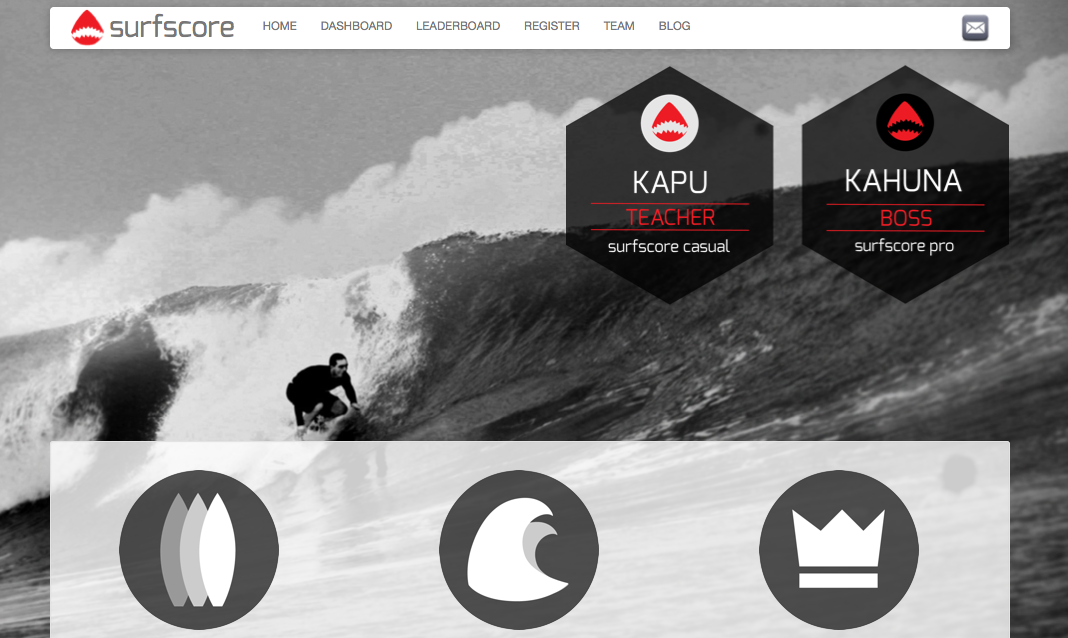 surfscore
HOME DASHBOARD LEADERBOARD REGISTER TEAM BLOG
KAPU
TEACHER
surfscore casual
KAHUNA
BOSS
surfscore pro